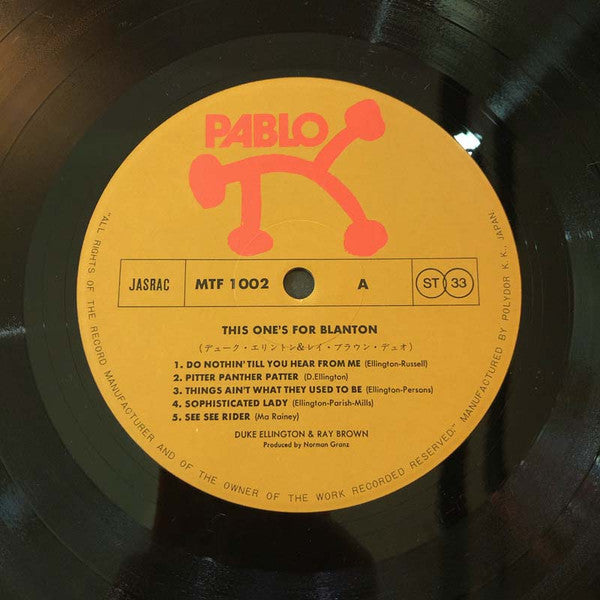 PABLO
JASRAC
MTF 1002
A
ST 33
THIS ONE'S FOR BLANTON
(デューク・エリントン&レイ・ブラウン・デュオ)
1. DO NOTHIN' TILL YOU HEAR FROM ME (Ellington-Russell)
2. PITTER PANTHER PATTER (D.Ellington)
3. THINGS AIN'T WHAT THEY USED TO BE (Ellington-Persons)
4. SOPHISTICATED LADY (Ellington-Parish-Mills)
5. SEE SEE RIDER (Ma Rainey)
DUKE ELLINGTON & RAY BROWN
Produced by Norman Granz
"ALL RIGHTS OF THE RECORD MANUFACTURER AND OF THE OWNER OF THE WORK RECORDED RESERVED." MANUFACTURED BY POLYDOR K.K., JAPAN